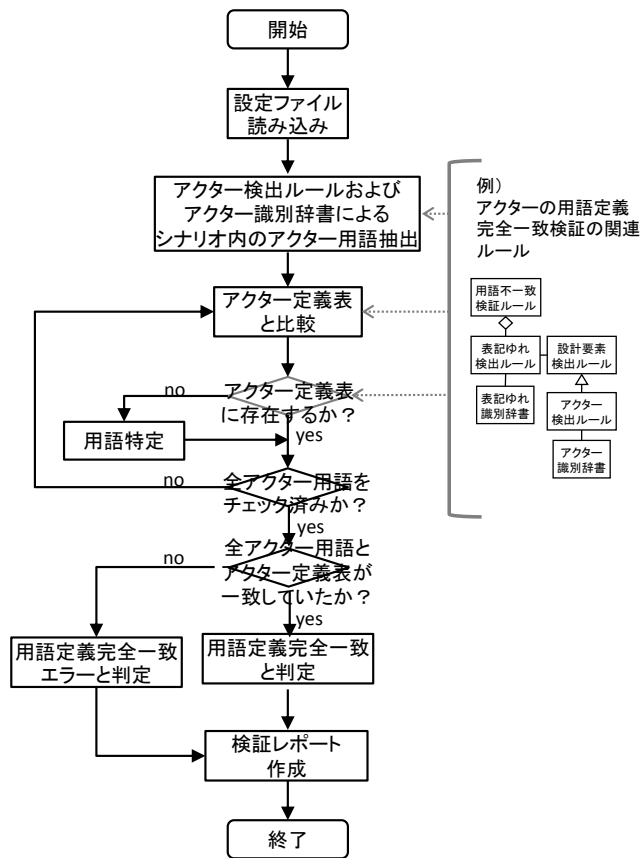 開始
設定ファイル
読み込み
アクター検出ルールおよび
アクター識別辞書による
シナリオ内のアクター用語抽出
例）
アクターの用語定義
完全一致検証の関連
ルール
アクター定義表
と比較
用語不一致
検証ルール
表記ゆれ
検出ルール
設計要素
検出ルール
表記ゆれ
識別辞書
アクター
検出ルール
アクター
識別辞書
no
アクター定義表
に存在するか？
用語特定
yes
no
全アクター用語を
チェック済みか？
yes
no
全アクター用語と
アクター定義表が
一致していたか？
yes
用語定義完全一致
エラーと判定
用語定義完全一致
と判定
検証レポート
作成
終了